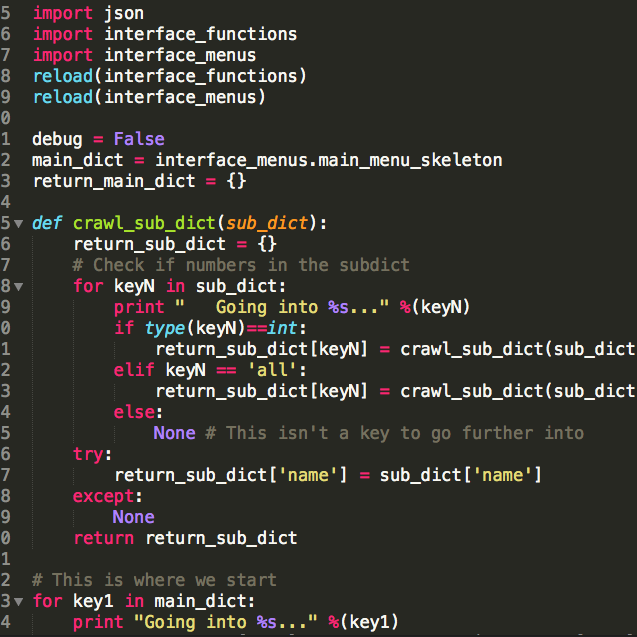 5 import json
6 import interface_functions
7 import interface_menus
8 reload(interface_functions)
9 reload(interface_menus)
0
1 debug = False
2 main_dict = interface_menus.main_menu_skeleton
3 return_main_dict = {}
4
5 def crawl_sub_dict(sub_dict):
6     return_sub_dict = {}
7     # Check if numbers in the subdict
8     for keyN in sub_dict:
9         print "   Going into %s..." %(keyN)
0         if type(keyN)==int:
1             return_sub_dict[keyN] = crawl_sub_dict(sub_dict
2         elif keyN == 'all':
3             return_sub_dict[keyN] = crawl_sub_dict(sub_dict
4         else:
5             None # This isn't a key to go further into
6     try:
7         return_sub_dict['name'] = sub_dict['name']
8     except:
9         None
0     return return_sub_dict
1
2 # This is where we start
3 for key1 in main_dict:
4     print "Going into %s..." %(key1)